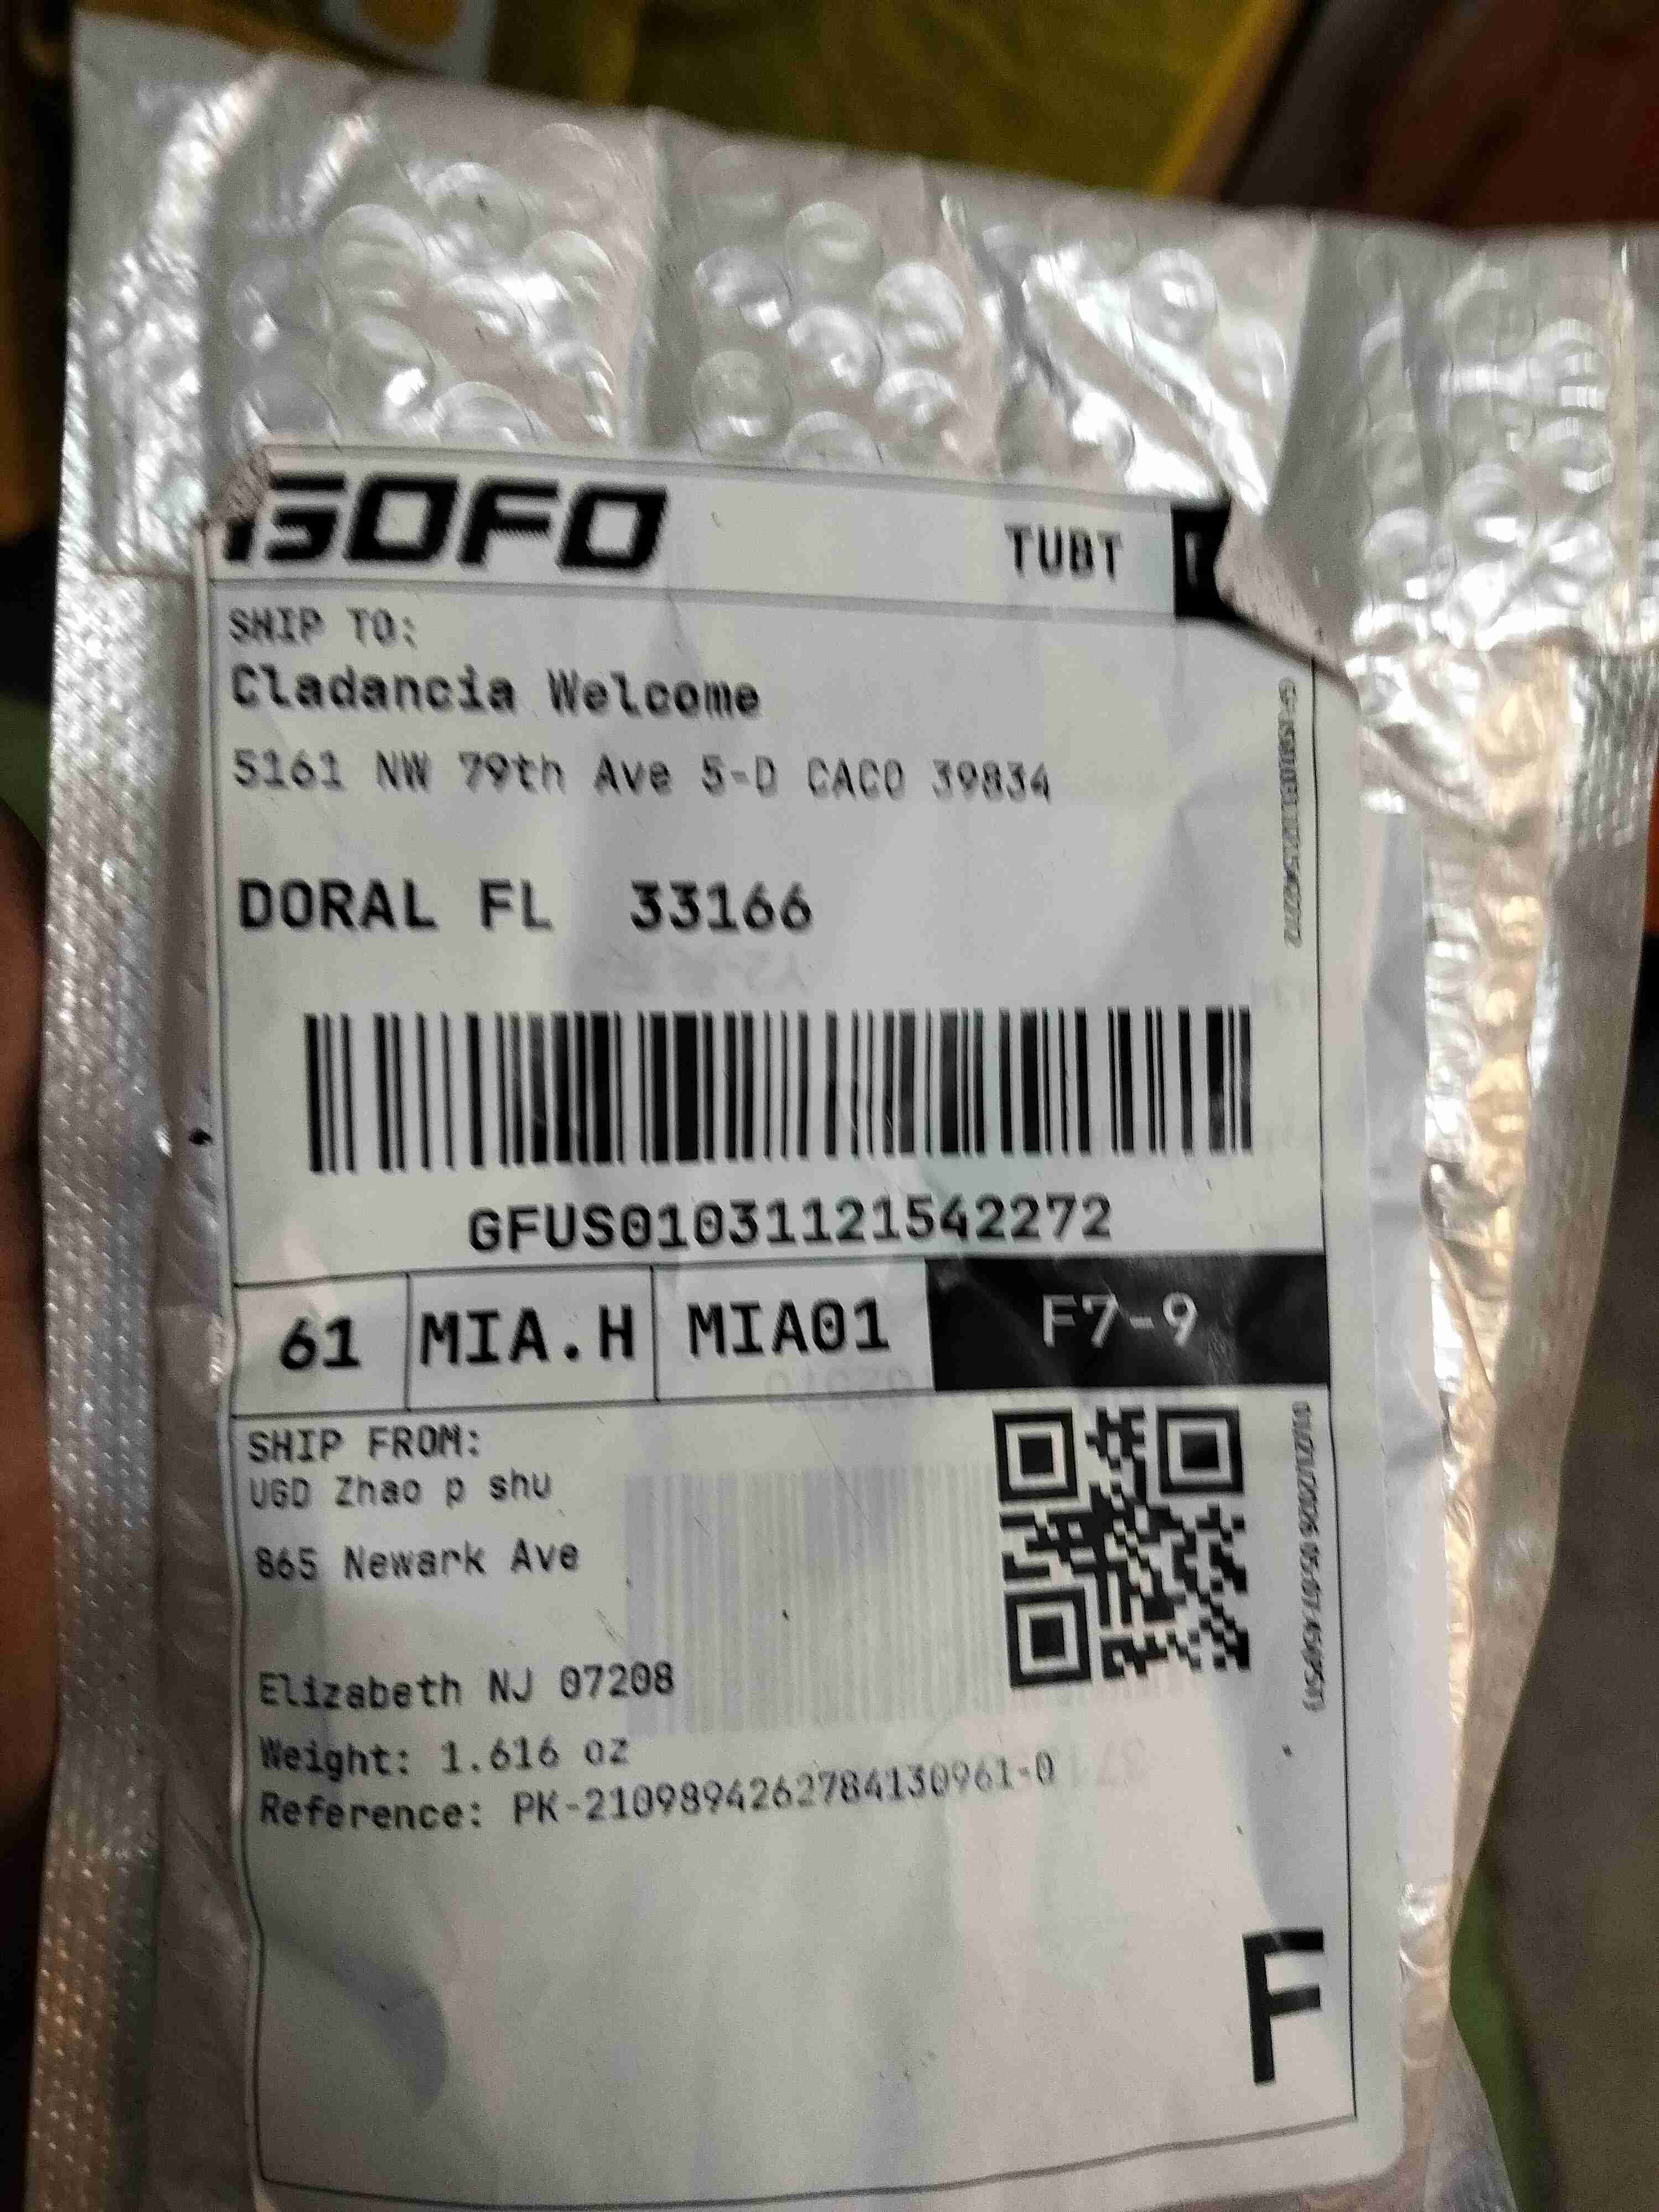 GOFO TUBT
SHIP TO:
Cladancia Welcome
5161 NW 79th Ave 5-D CACO 39834
DORAL FL 33166
GFUS01031121542272
61 MIA.H MIA01 F7-9
SHIP FROM:
UGD Zhao p shu
865 Newark Ave
Elizabeth NJ 07208
Weight: 1.616 oz
Reference: PK-2109894262784130961-0
F
GFUS01031121542272